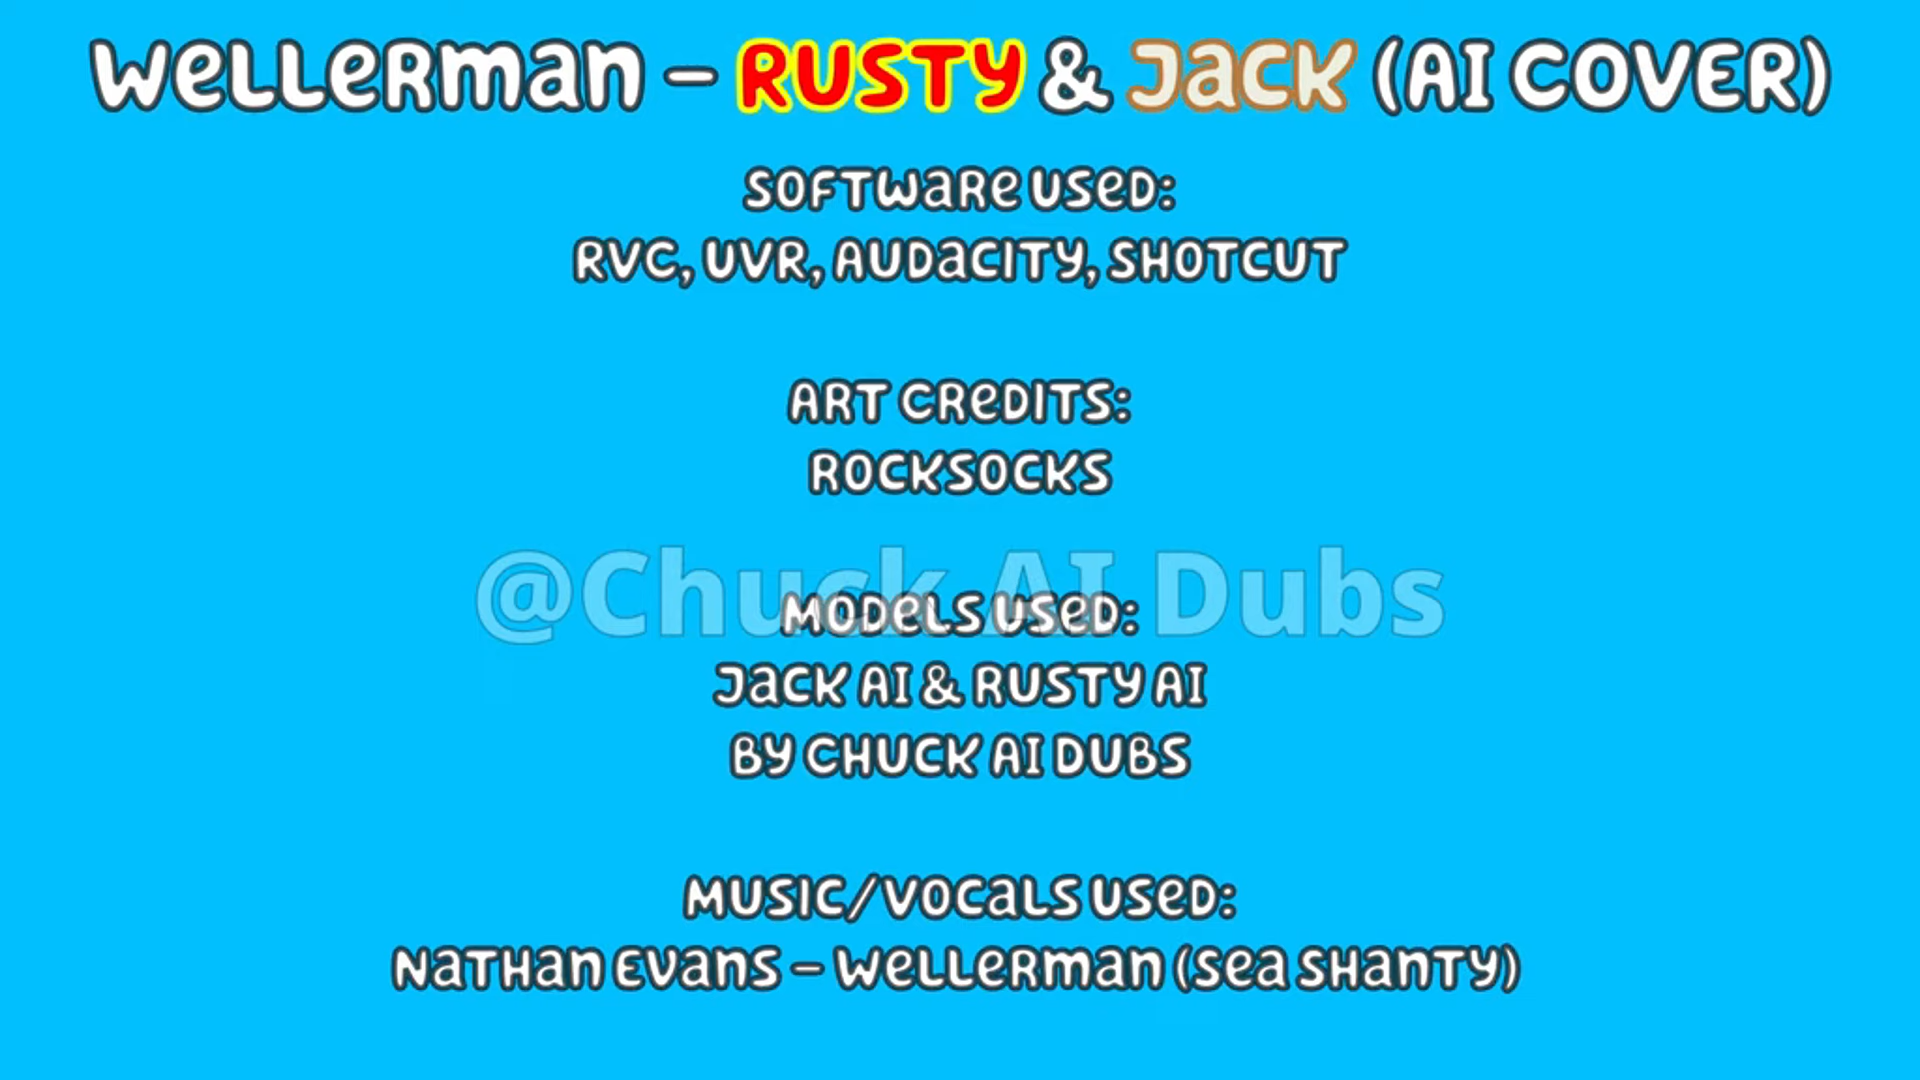 Wellerman – RUSTY & Jack (AI COVER)
Software used:
RVC, UVR, Audacity, Shotcut
Art Credits:
Rocksocks
@Chuck AI Dubs
Models used:
Jack AI & Rusty AI
By Chuck AI Dubs
Music/Vocals used:
Nathan Evans – Wellerman (Sea Shanty)